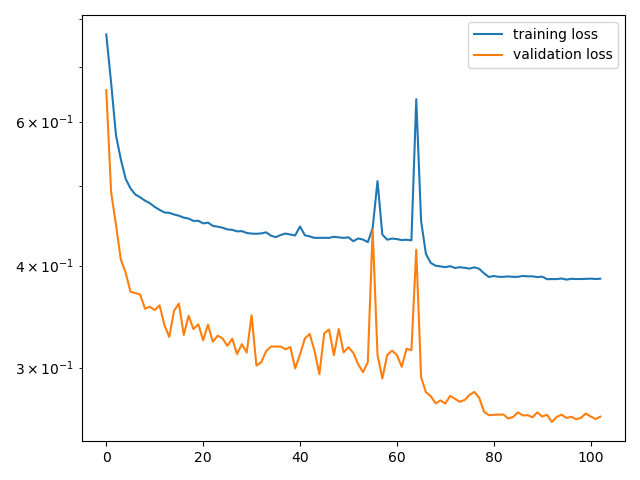 training loss
validation loss
6 × 10⁻¹
4 × 10⁻¹
3 × 10⁻¹
0 20 40 60 80 100